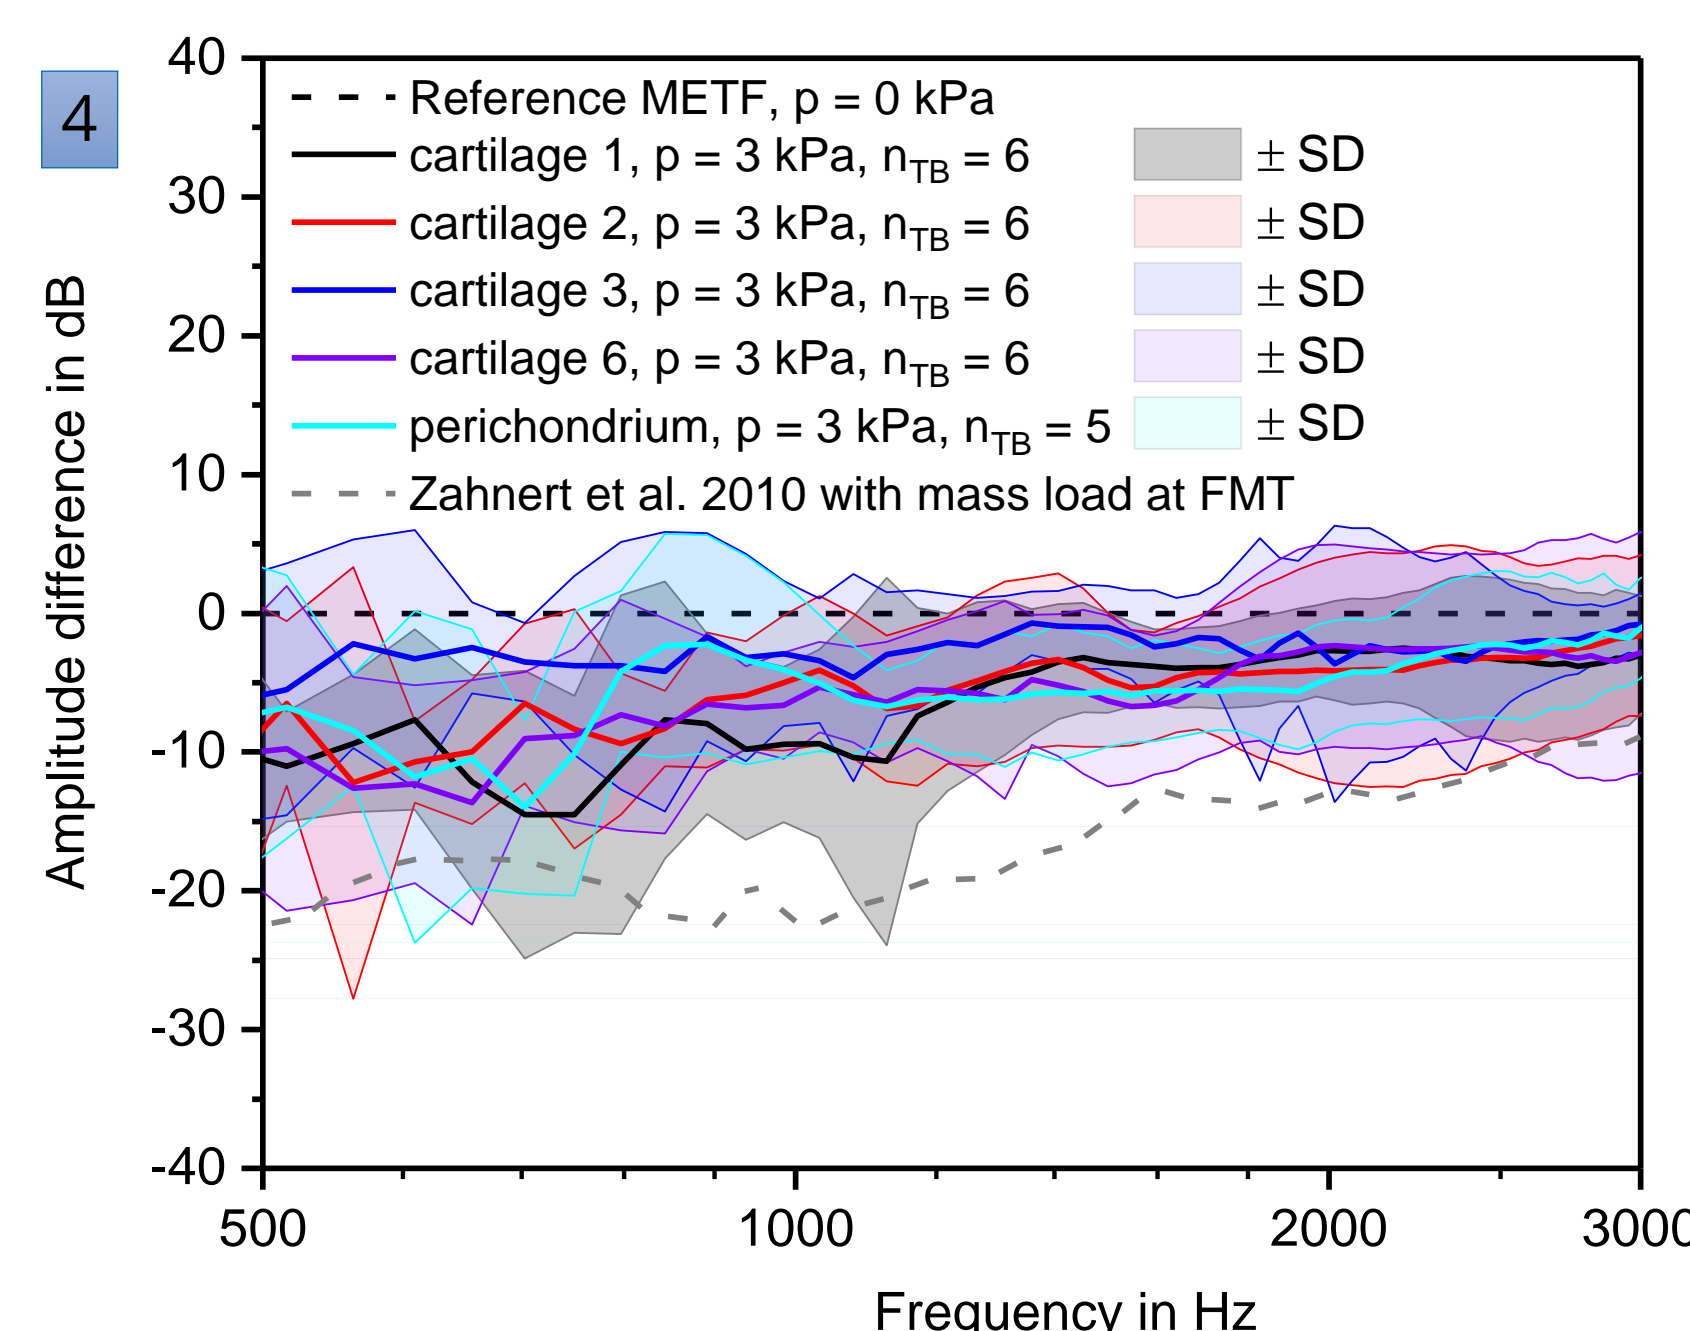 4
Amplitude difference in dB
40
30
20
10
0
-10
-20
-30
-40
Reference METF, p = 0 kPa
cartilage 1, p = 3 kPa, nTB = 6 ± SD
cartilage 2, p = 3 kPa, nTB = 6 ± SD
cartilage 3, p = 3 kPa, nTB = 6 ± SD
cartilage 6, p = 3 kPa, nTB = 6 ± SD
perichondrium, p = 3 kPa, nTB = 5 ± SD
Zahnert et al. 2010 with mass load at FMT
500 1000 2000 3000
Frequency in Hz